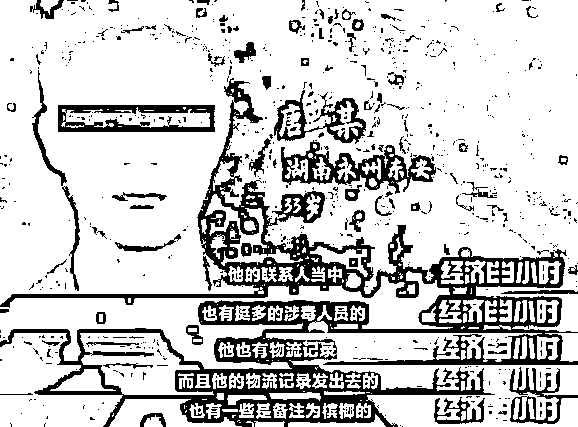 唐某某
湖南永州东安
33岁
他的联系人当中
经济半小时
也有挺多的涉毒人员的
经济半小时
他也有物流记录
经济半小时
而且他的物流记录发出去的
经济半小时
也有一些是备注为槟榔的
经济半小时